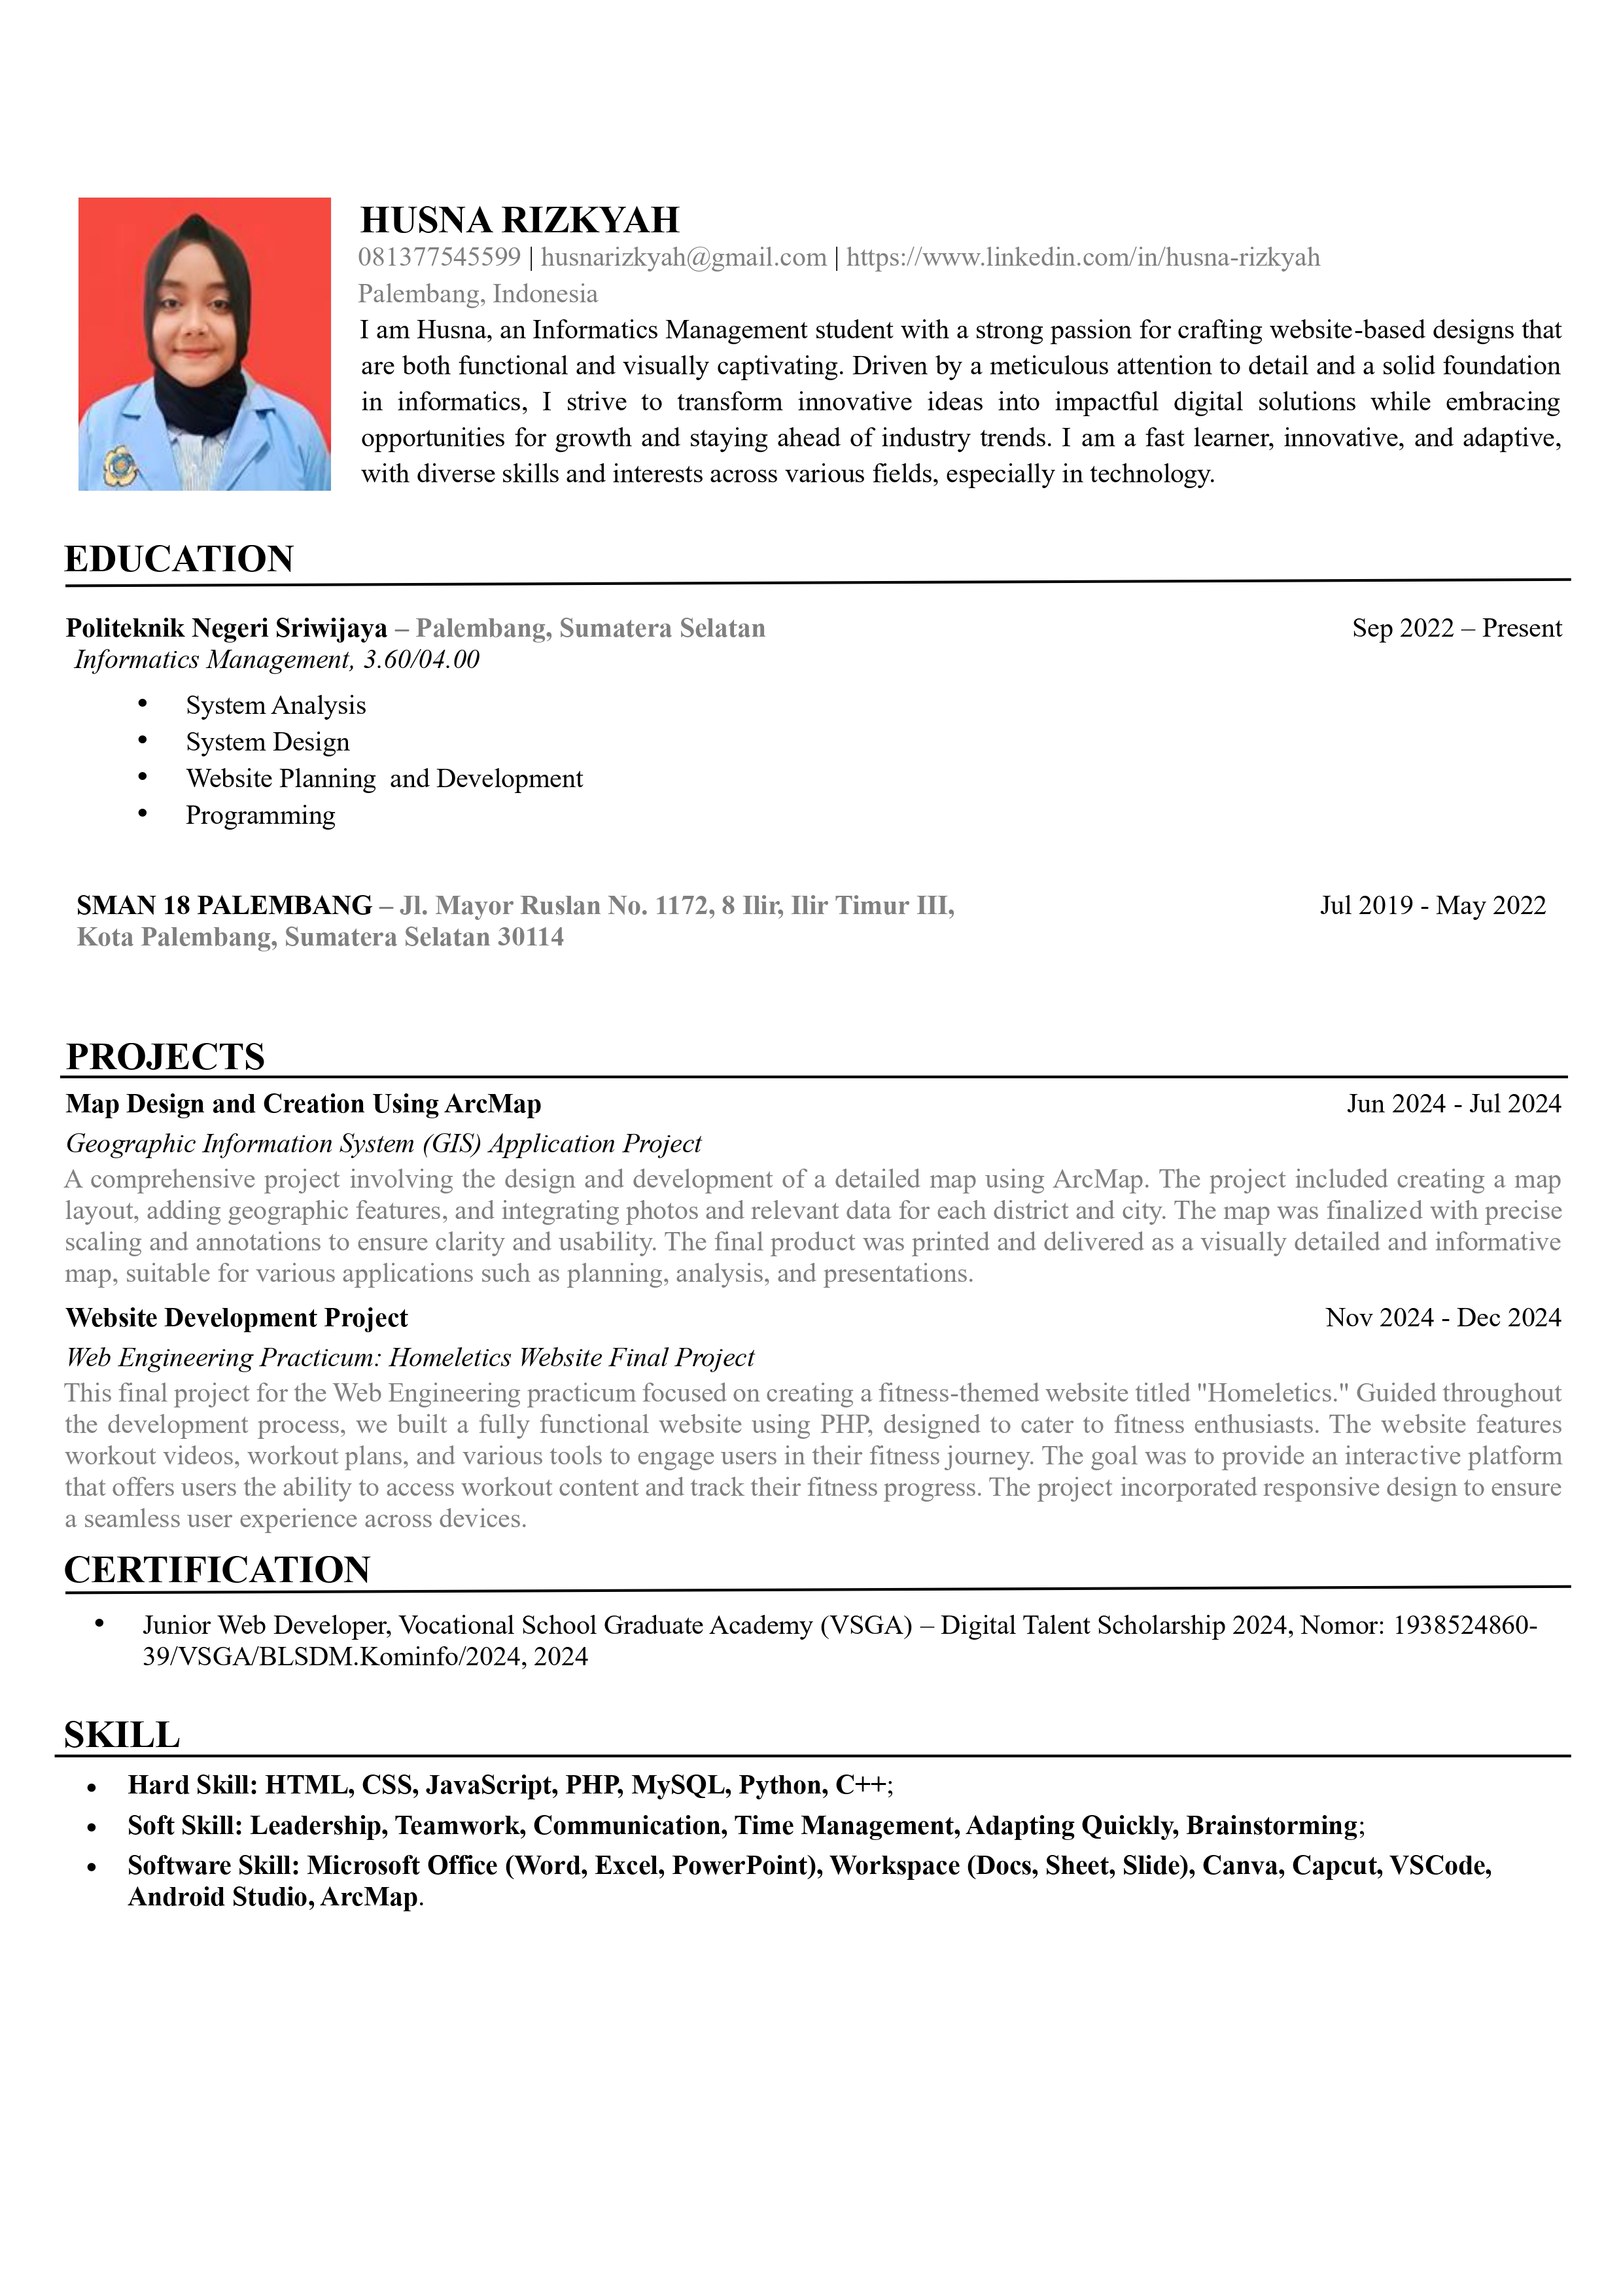 HUSNA RIZKYAH
081377545599 | husnarizkyah@gmail.com | https://www.linkedin.com/in/husna-rizkyah
Palembang, Indonesia
I am Husna, an Informatics Management student with a strong passion for crafting website-based designs that
are both functional and visually captivating. Driven by a meticulous attention to detail and a solid foundation
in informatics, I strive to transform innovative ideas into impactful digital solutions while embracing
opportunities for growth and staying ahead of industry trends. I am a fast learner, innovative, and adaptive,
with diverse skills and interests across various fields, especially in technology.
EDUCATION
Politeknik Negeri Sriwijaya – Palembang, Sumatera Selatan Sep 2022 – Present
Informatics Management, 3.60/04.00
• System Analysis
• System Design
• Website Planning  and Development
• Programming
SMAN 18 PALEMBANG – Jl. Mayor Ruslan No. 1172, 8 Ilir, Ilir Timur III, Jul 2019 - May 2022
Kota Palembang, Sumatera Selatan 30114
PROJECTS
Map Design and Creation Using ArcMap Jun 2024 - Jul 2024
Geographic Information System (GIS) Application Project
A comprehensive project involving the design and development of a detailed map using ArcMap. The project included creating a map
layout, adding geographic features, and integrating photos and relevant data for each district and city. The map was finalized with precise
scaling and annotations to ensure clarity and usability. The final product was printed and delivered as a visually detailed and informative
map, suitable for various applications such as planning, analysis, and presentations.
Website Development Project Nov 2024 - Dec 2024
Web Engineering Practicum: Homeletics Website Final Project
This final project for the Web Engineering practicum focused on creating a fitness-themed website titled "Homeletics." Guided throughout
the development process, we built a fully functional website using PHP, designed to cater to fitness enthusiasts. The website features
workout videos, workout plans, and various tools to engage users in their fitness journey. The goal was to provide an interactive platform
that offers users the ability to access workout content and track their fitness progress. The project incorporated responsive design to ensure
a seamless user experience across devices.
CERTIFICATION
• Junior Web Developer, Vocational School Graduate Academy (VSGA) – Digital Talent Scholarship 2024, Nomor: 1938524860-
39/VSGA/BLSDM.Kominfo/2024, 2024
SKILL
• Hard Skill: HTML, CSS, JavaScript, PHP, MySQL, Python, C++;
• Soft Skill: Leadership, Teamwork, Communication, Time Management, Adapting Quickly, Brainstorming;
• Software Skill: Microsoft Office (Word, Excel, PowerPoint), Workspace (Docs, Sheet, Slide), Canva, Capcut, VSCode,
Android Studio, ArcMap.